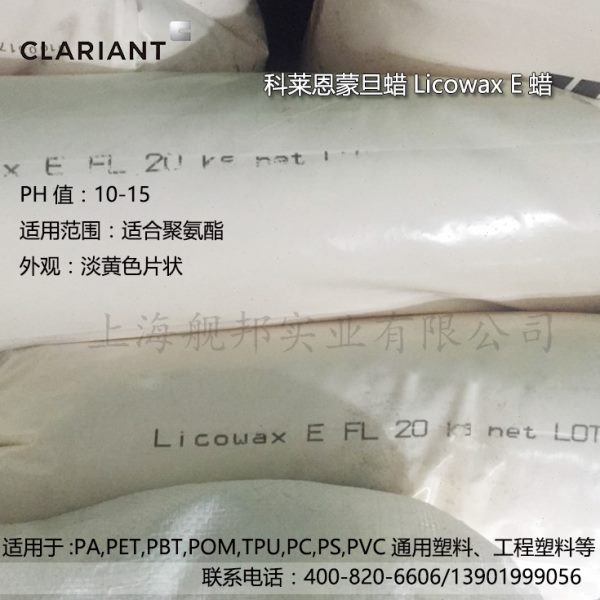 CLARIANT
科莱恩蒙旦蜡 Licowax E 蜡
x E FL 20 kg net
PH 值：10-15
适用范围：适合聚氨酯
外观：淡黄色片状
上海舰邦实业有限公司
Licowax E FL 20 kg net LOT
适用于 :PA,PET,PBT,POM,TPU,PC,PS,PVC 通用塑料、工程塑料等
联系电话：400-820-6606/13901999056